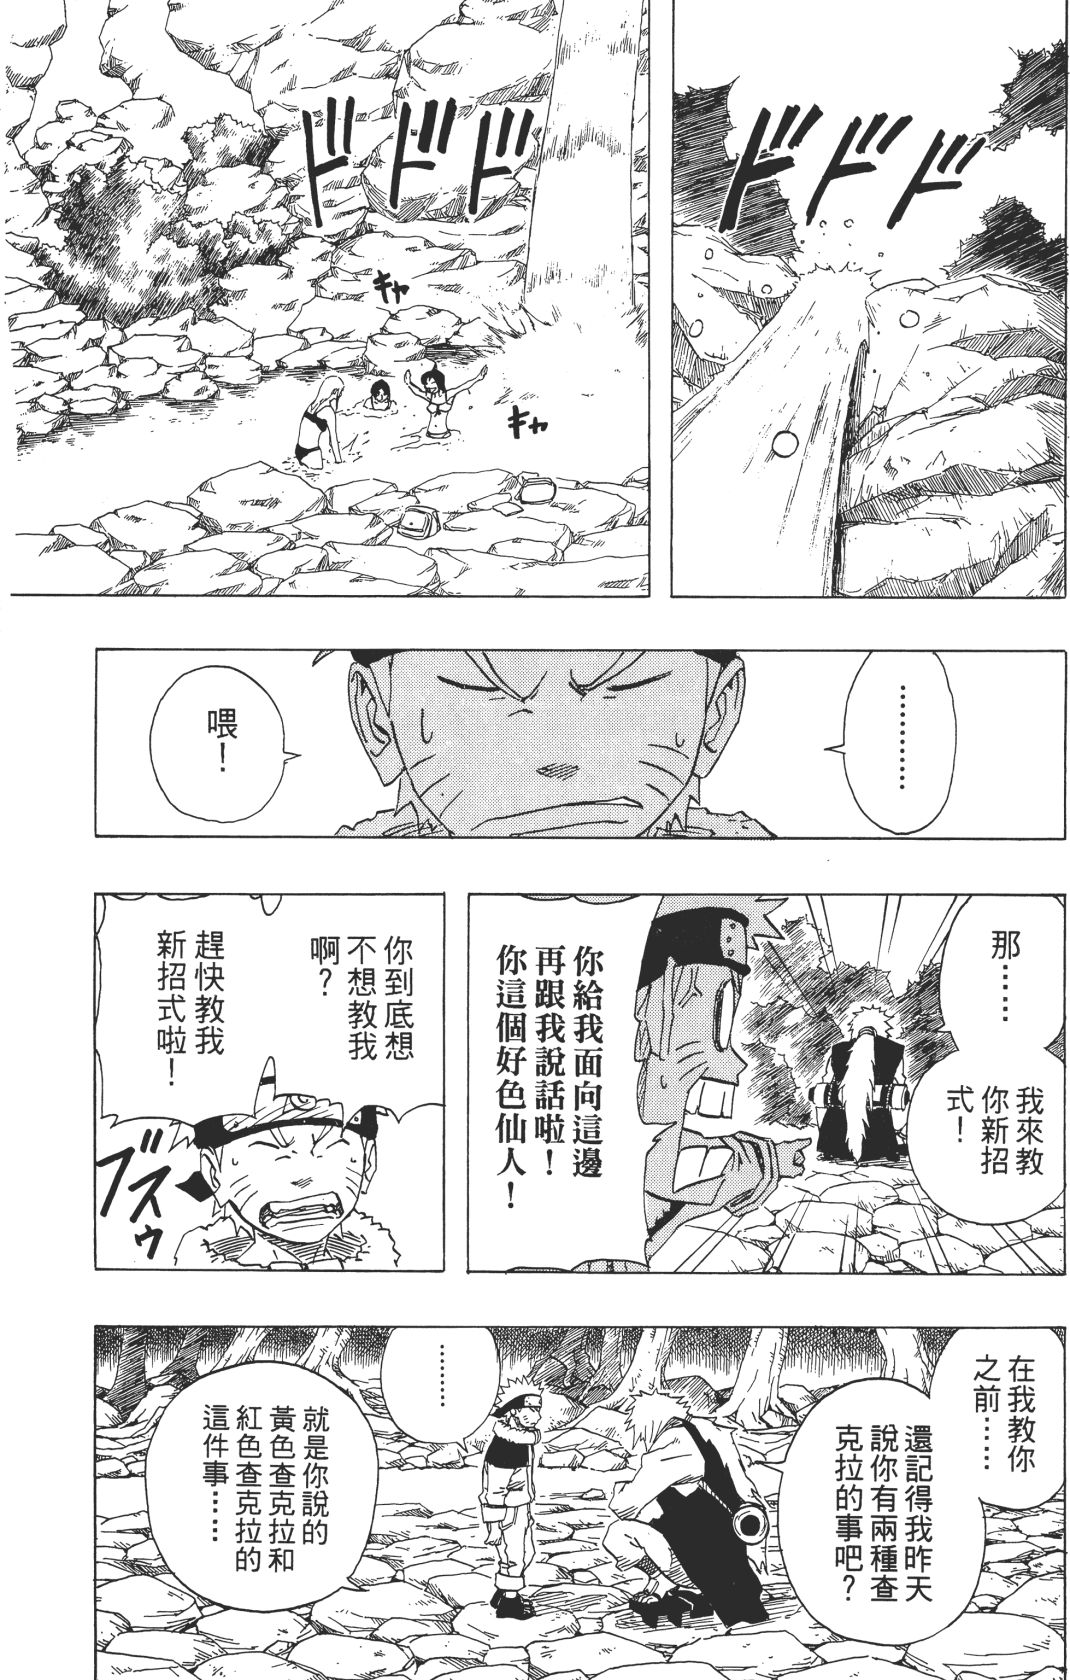 ドドド
ドドド
キャ
キャ
…………
喂！
那……
我來教
你新招
式！
你給我面向這邊
再跟我說話啦！
你這個好色仙人！
你到底想
不想教我
啊？
趕快教我
新招式啦！
ブスゥ
在我教你
之前……
還記得我昨天
說你有兩種查
克拉的事吧？
………
就是你說的
黃色查克拉和
紅色查克拉的
這件事……